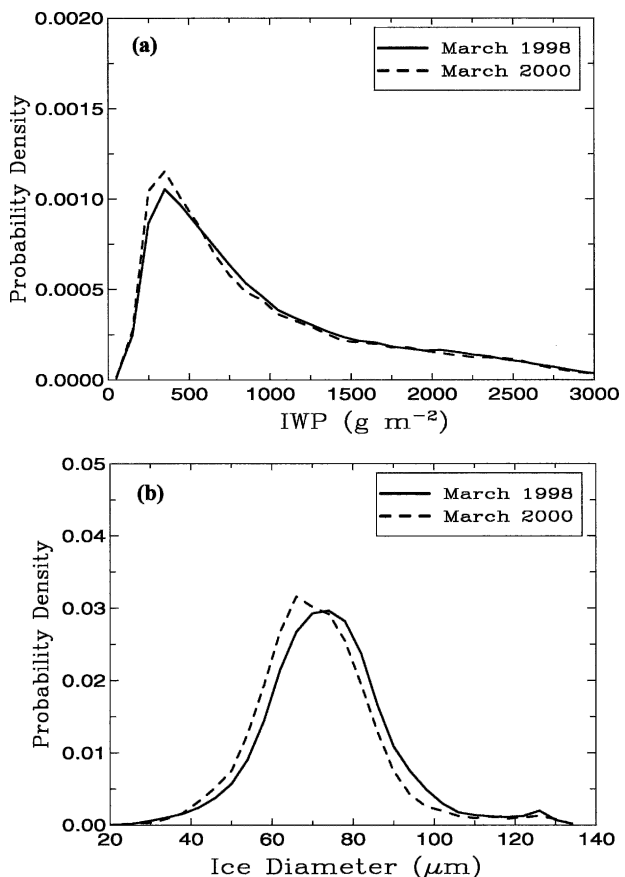 0.0020
(a)
March 1998
March 2000
0.0015
0.0010
0.0005
0.0000
Probability Density
0 500 1000 1500 2000 2500 3000
IWP (g m⁻²)
0.05
(b)
March 1998
March 2000
0.04
0.03
0.02
0.01
0.00
Probability Density
20 40 60 80 100 120 140
Ice Diameter (μm)